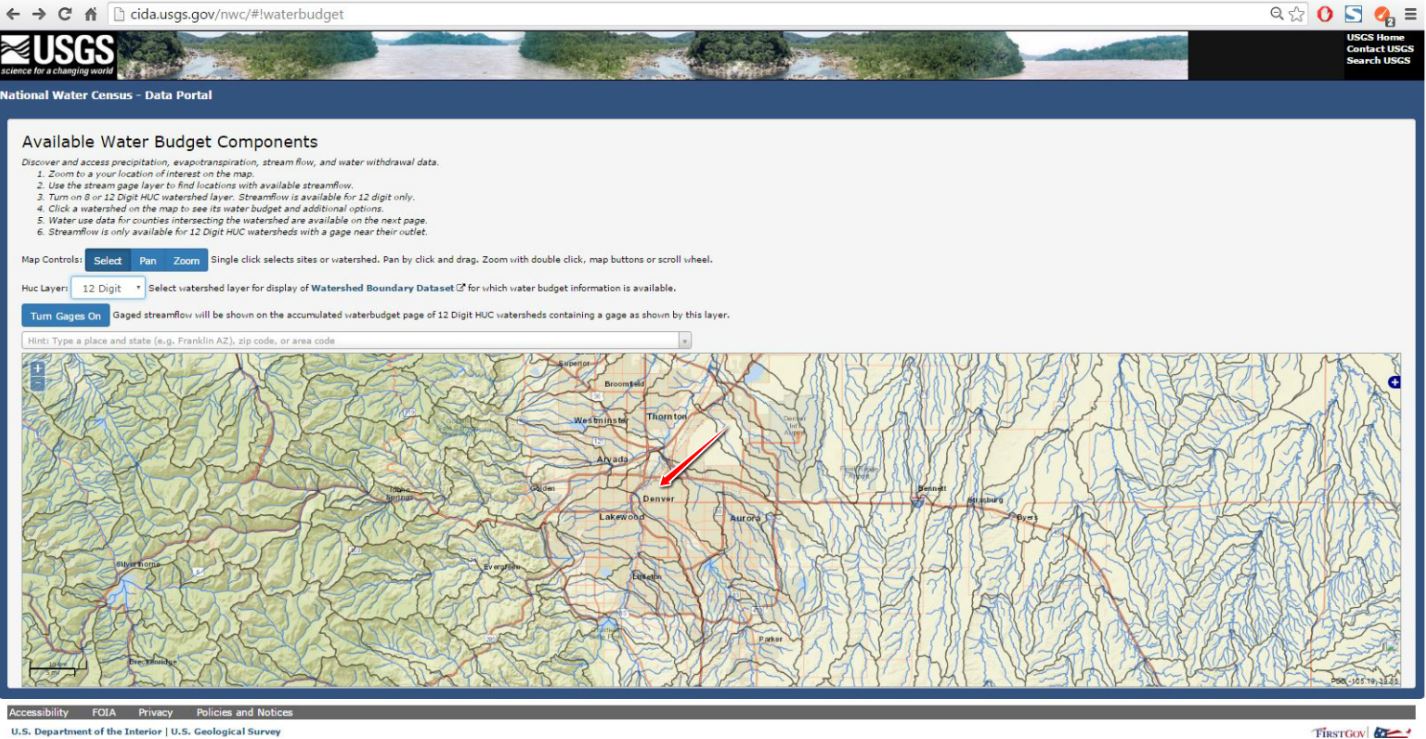 cida.usgs.gov/nwc/#!waterbudget
USGS
science for a changing world
USGS Home
Contact USGS
Search USGS
National Water Census - Data Portal
Available Water Budget Components
Discover and access precipitation, evapotranspiration, stream flow, and water withdrawal data.
1. Zoom to a your location of interest on the map.
2. Use the stream gage layer to find locations with available streamflow.
3. Turn on 8 or 12 Digit HUC watershed layer. Streamflow is available for 12 digit only.
4. Click a watershed on the map to see its water budget and additional options.
5. Water use data for counties intersecting the watershed are available on the next page.
6. Streamflow is only available for 12 Digit HUC watersheds with a gage near their outlet.
Map Controls: Select Pan Zoom Single click selects sites or watershed. Pan by click and drag. Zoom with double click, map buttons or scroll wheel.
Huc Layer: 12 Digit Select watershed layer for display of Watershed Boundary Dataset for which water budget information is available.
Turn Gages On Gaged streamflow will be shown on the accumulated waterbudget page of 12 Digit HUC watersheds containing a gage as shown by this layer.
Hint: Type a place and state (e.g. Franklin AZ), zip code, or area code
Superior
Broomfield
Westminster
Thornton
Arvada
Golden
Idaho Springs
Denver
Bennett
Strasburg
Lakewood
Aurora
Byers
Silverthorne
Evergreen
Littleton
Parker
Breckenridge
Accessibility FOIA Privacy Policies and Notices
U.S. Department of the Interior | U.S. Geological Survey
FIRSTGOV